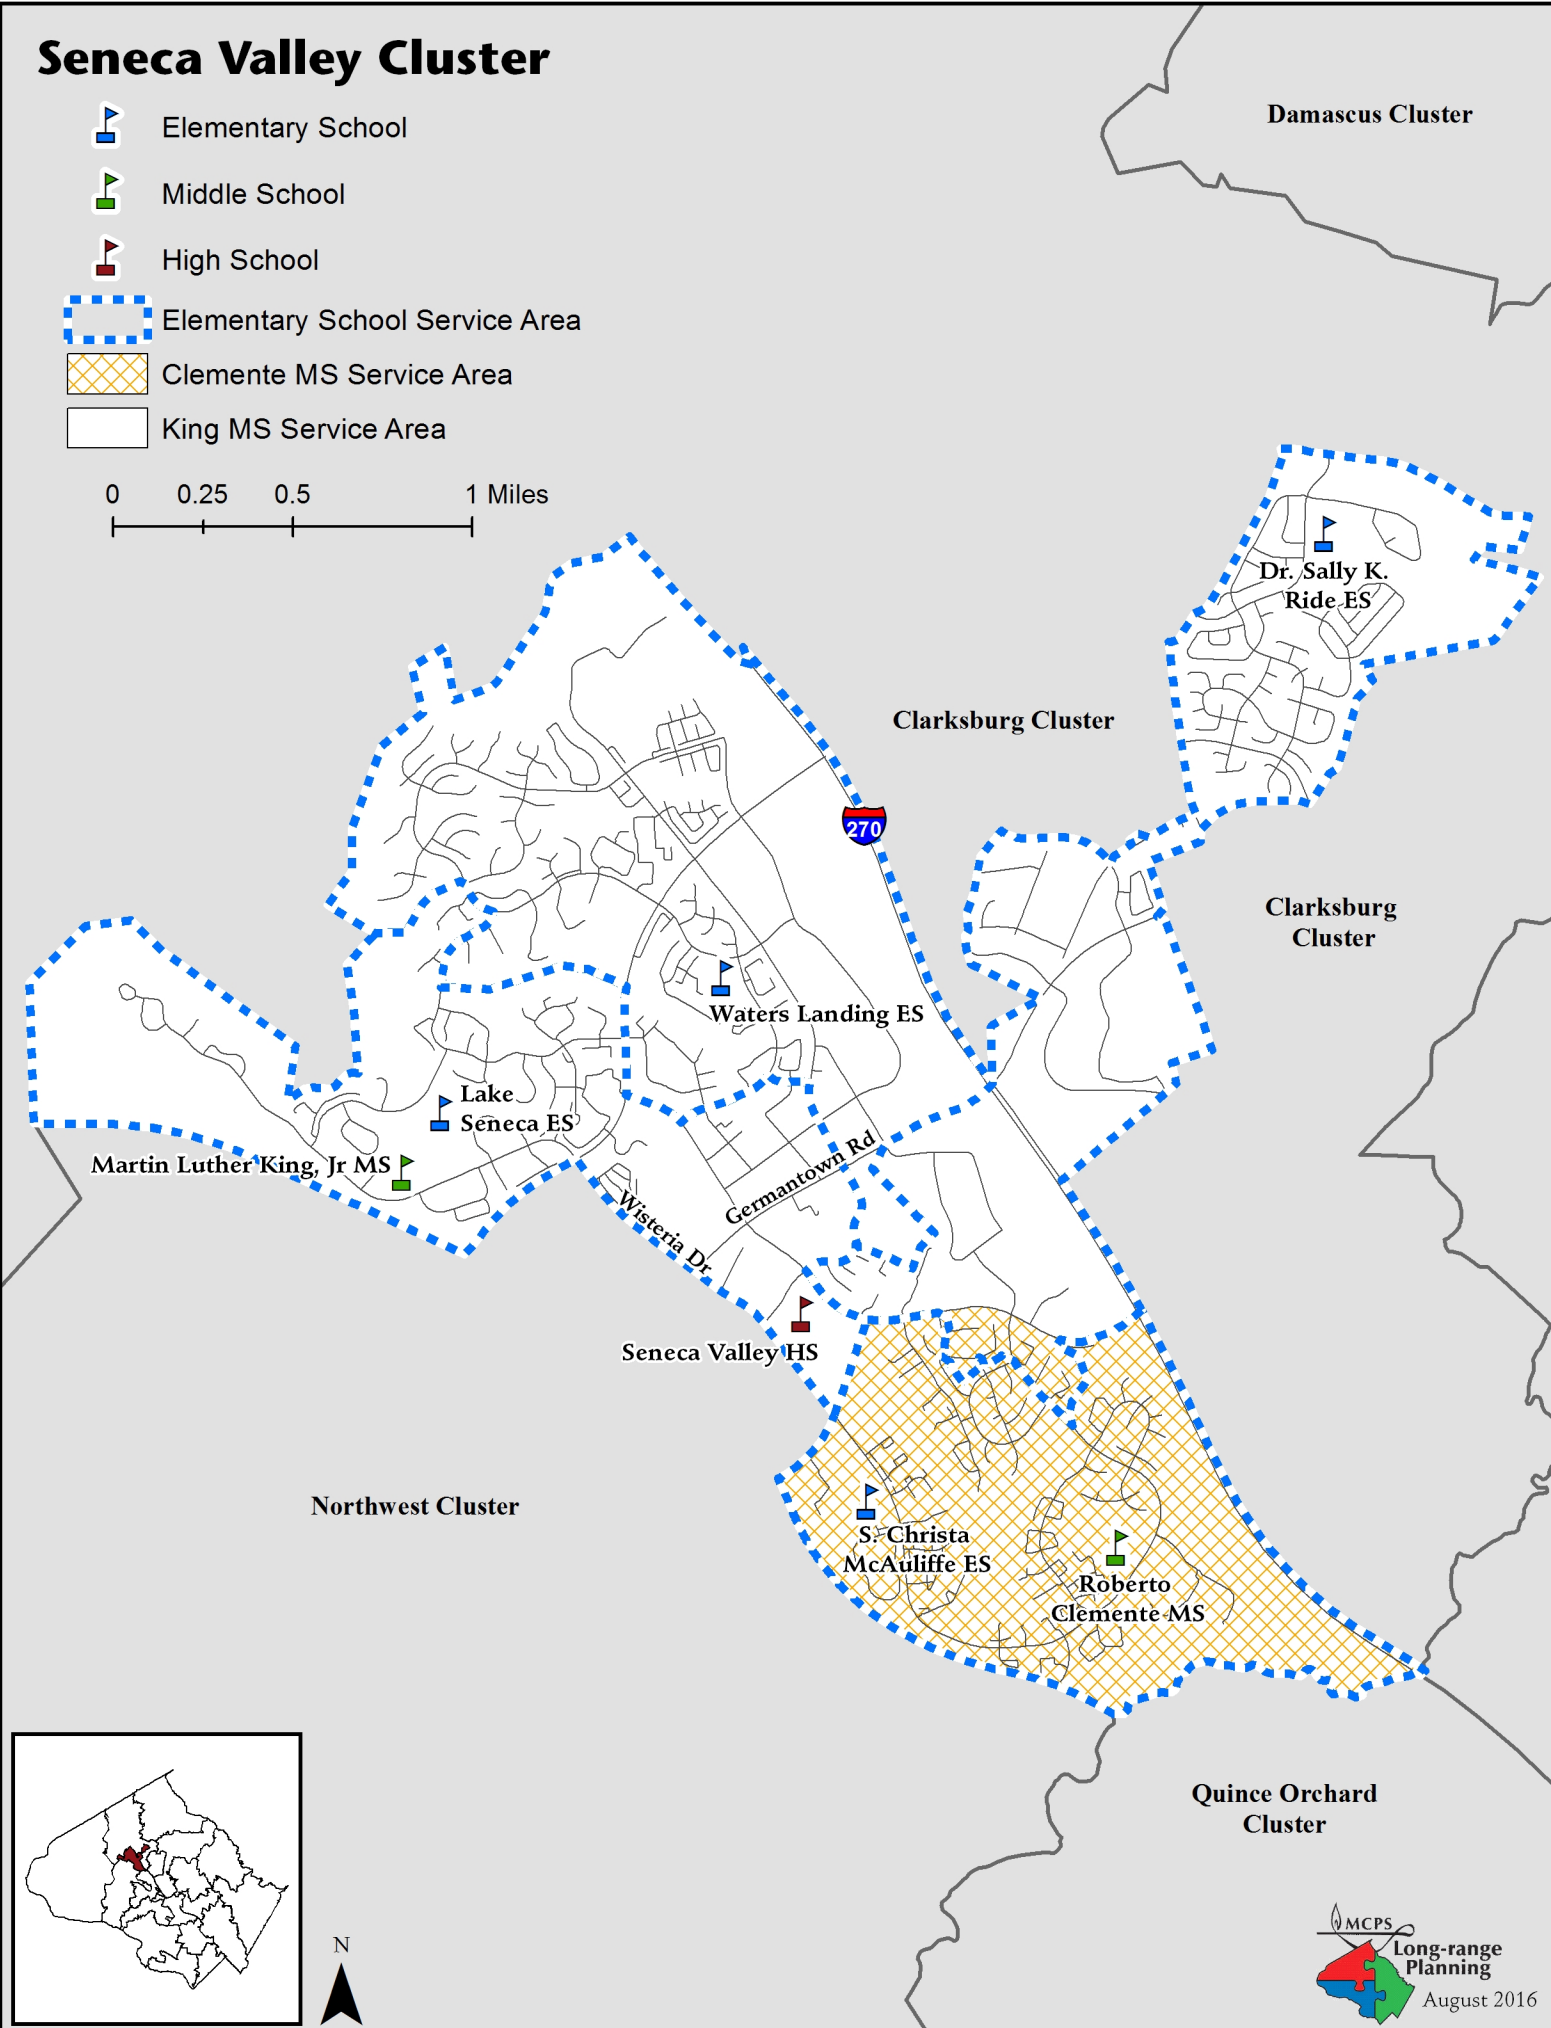 Seneca Valley Cluster
Elementary School
Middle School
High School
Elementary School Service Area
Clemente MS Service Area
King MS Service Area
0 0.25 0.5 1 Miles
Damascus Cluster
Dr. Sally K.
Ride ES
Clarksburg Cluster
270
Clarksburg
Cluster
Waters Landing ES
Lake
Seneca ES
Martin Luther King, Jr MS
Germantown Rd
Wisteria Dr
Seneca Valley HS
Northwest Cluster
S. Christa
McAuliffe ES
Roberto
Clemente MS
Quince Orchard
Cluster
N
MCPS
Long-range
Planning
August 2016